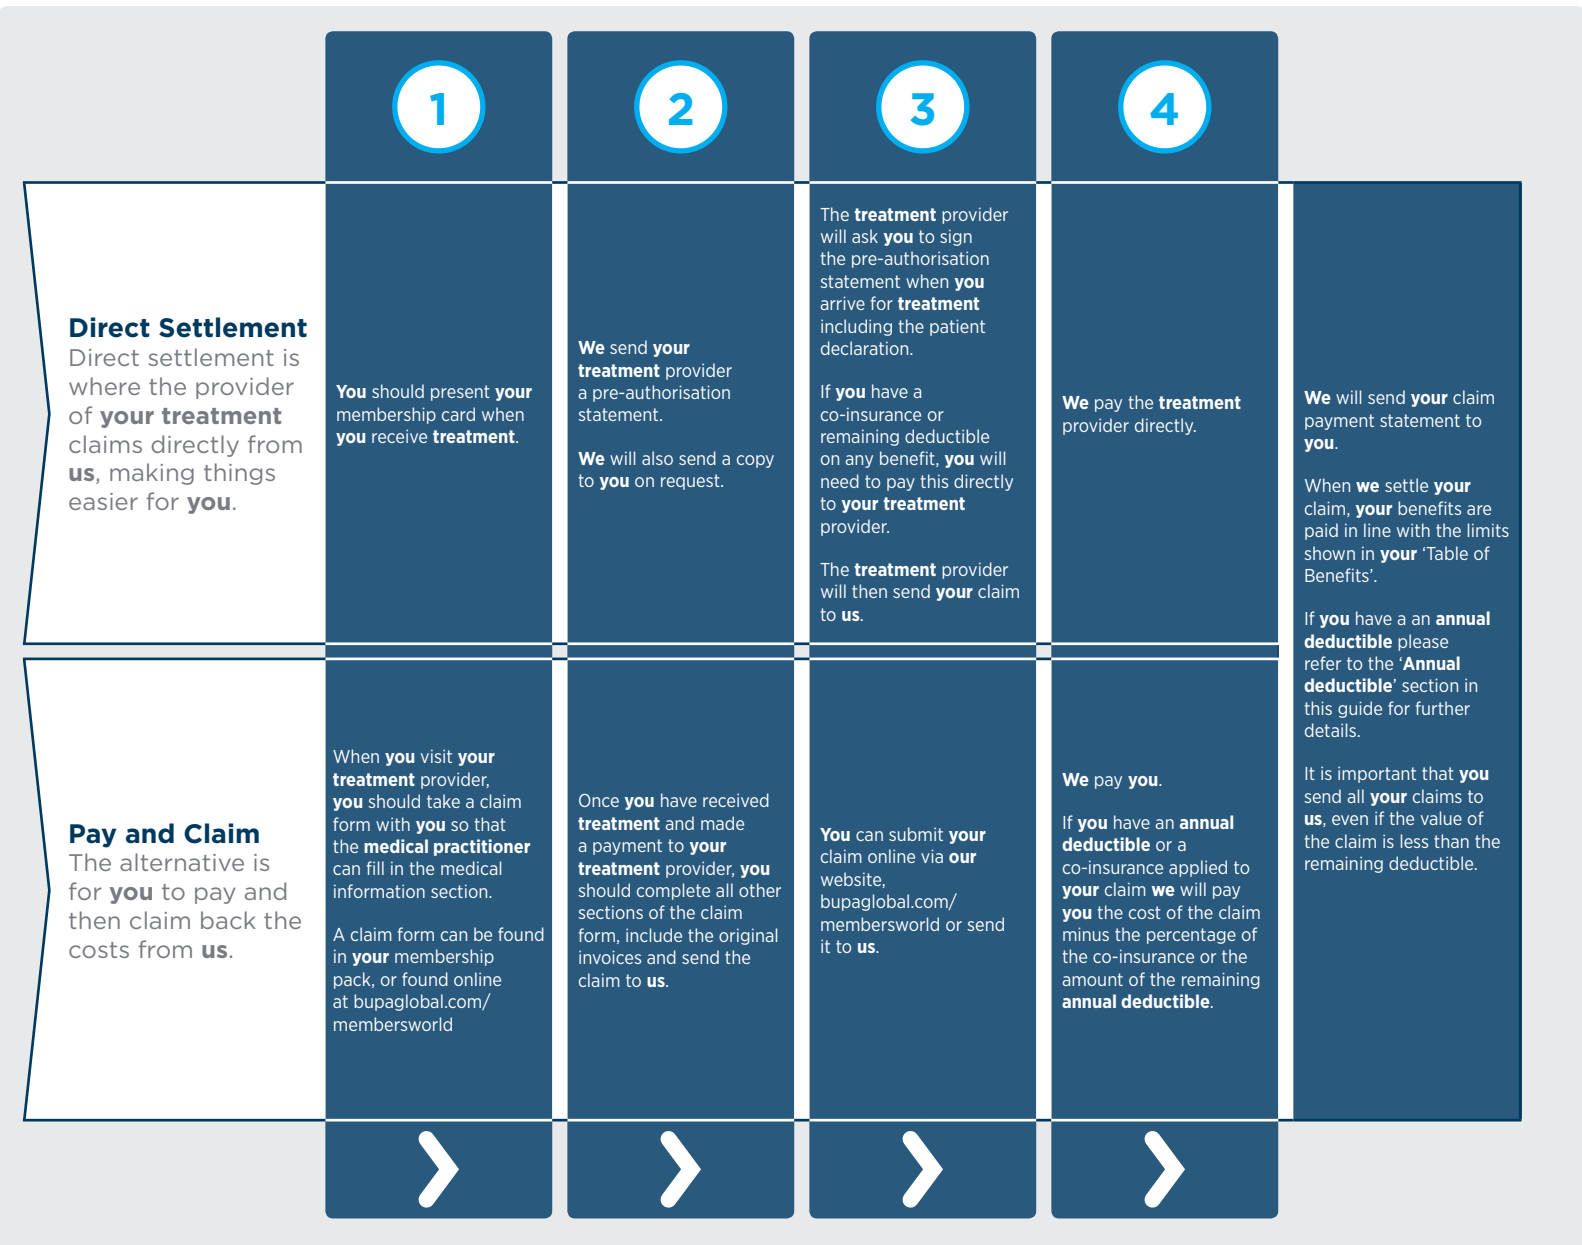 1
2
3
4
Direct Settlement
Direct settlement is
where the provider
of your treatment
claims directly from
us, making things
easier for you.
You should present your
membership card when
you receive treatment.
We send your
treatment provider
a pre-authorisation
statement.
We will also send a copy
to you on request.
The treatment provider
will ask you to sign
the pre-authorisation
statement when you
arrive for treatment
including the patient
declaration.
If you have a
co-insurance or
remaining deductible
on any benefit, you will
need to pay this directly
to your treatment
provider.
The treatment provider
will then send your claim
to us.
We pay the treatment
provider directly.
Pay and Claim
The alternative is
for you to pay and
then claim back the
costs from us.
When you visit your
treatment provider,
you should take a claim
form with you so that
the medical practitioner
can fill in the medical
information section.
A claim form can be found
in your membership
pack, or found online
at bupaglobal.com/
membersworld
Once you have received
treatment and made
a payment to your
treatment provider, you
should complete all other
sections of the claim
form, include the original
invoices and send the
claim to us.
You can submit your
claim online via our
website,
bupaglobal.com/
membersworld or send
it to us.
We pay you.
If you have an annual
deductible or a
co-insurance applied to
your claim we will pay
you the cost of the claim
minus the percentage of
the co-insurance or the
amount of the remaining
annual deductible.
We will send your claim
payment statement to
you.
When we settle your
claim, your benefits are
paid in line with the limits
shown in your ‘Table of
Benefits’.
If you have a an annual
deductible please
refer to the ‘Annual
deductible’ section in
this guide for further
details.
It is important that you
send all your claims to
us, even if the value of
the claim is less than the
remaining deductible.